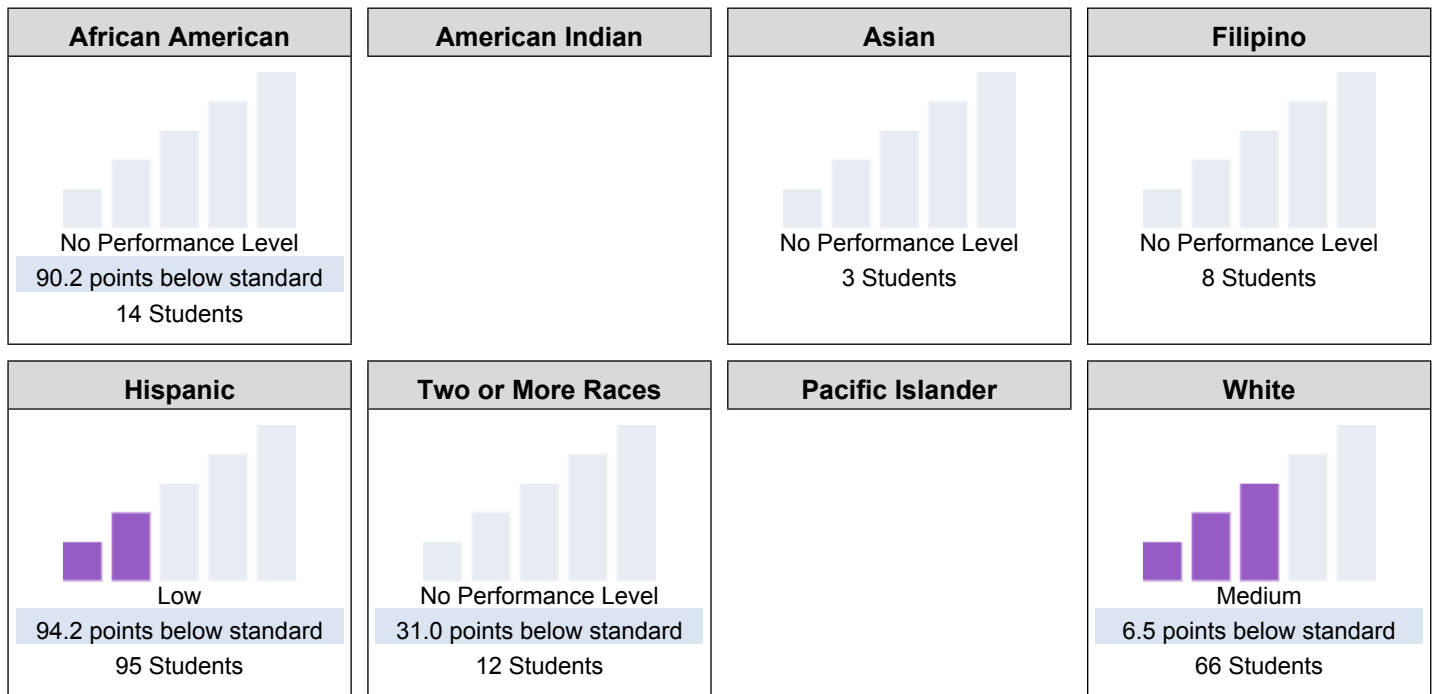 African American
No Performance Level
90.2 points below standard
14 Students
American Indian
Asian
No Performance Level
3 Students
Filipino
No Performance Level
8 Students
Hispanic
Low
94.2 points below standard
95 Students
Two or More Races
No Performance Level
31.0 points below standard
12 Students
Pacific Islander
White
Medium
6.5 points below standard
66 Students